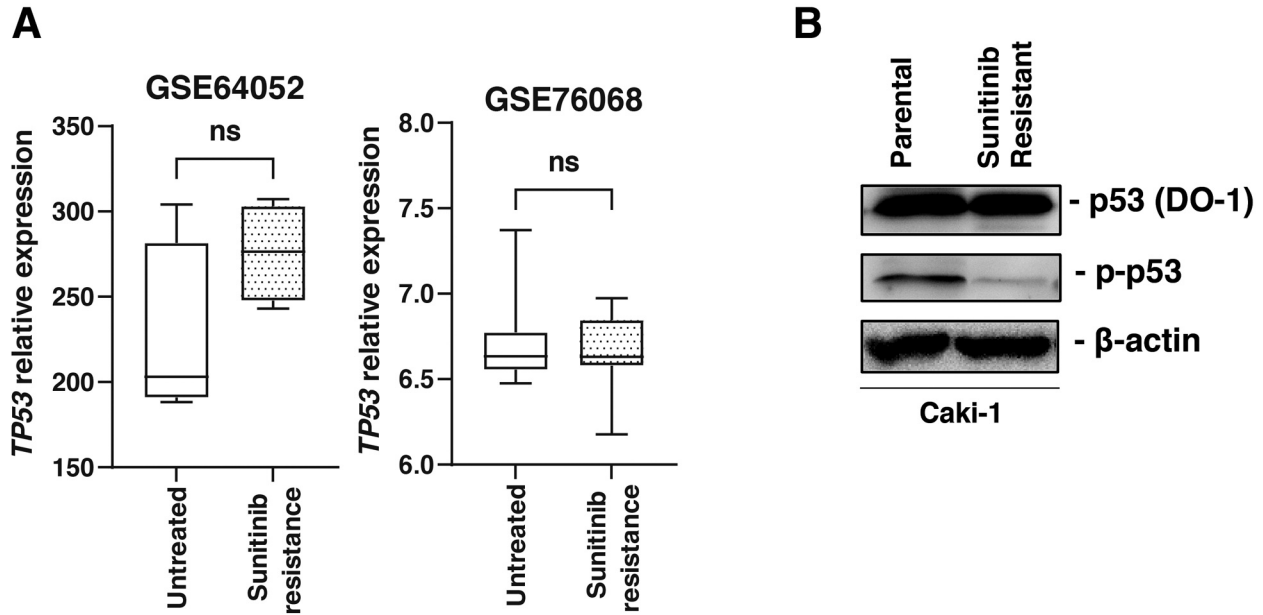 A
GSE64052
ns
TP53 relative expression
350
300
250
200
150
Untreated
Sunitinib
resistance
GSE76068
ns
TP53 relative expression
8.0
7.5
7.0
6.5
6.0
Untreated
Sunitinib
resistance
B
Parental
Sunitinib
Resistant
- p53 (DO-1)
- p-p53
- β-actin
Caki-1